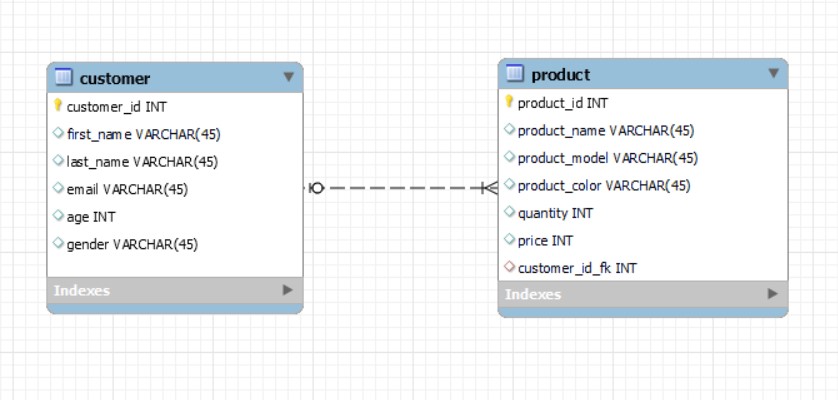 customer
customer_id INT
first_name VARCHAR(45)
last_name VARCHAR(45)
email VARCHAR(45)
age INT
gender VARCHAR(45)
Indexes
product
product_id INT
product_name VARCHAR(45)
product_model VARCHAR(45)
product_color VARCHAR(45)
quantity INT
price INT
customer_id_fk INT
Indexes